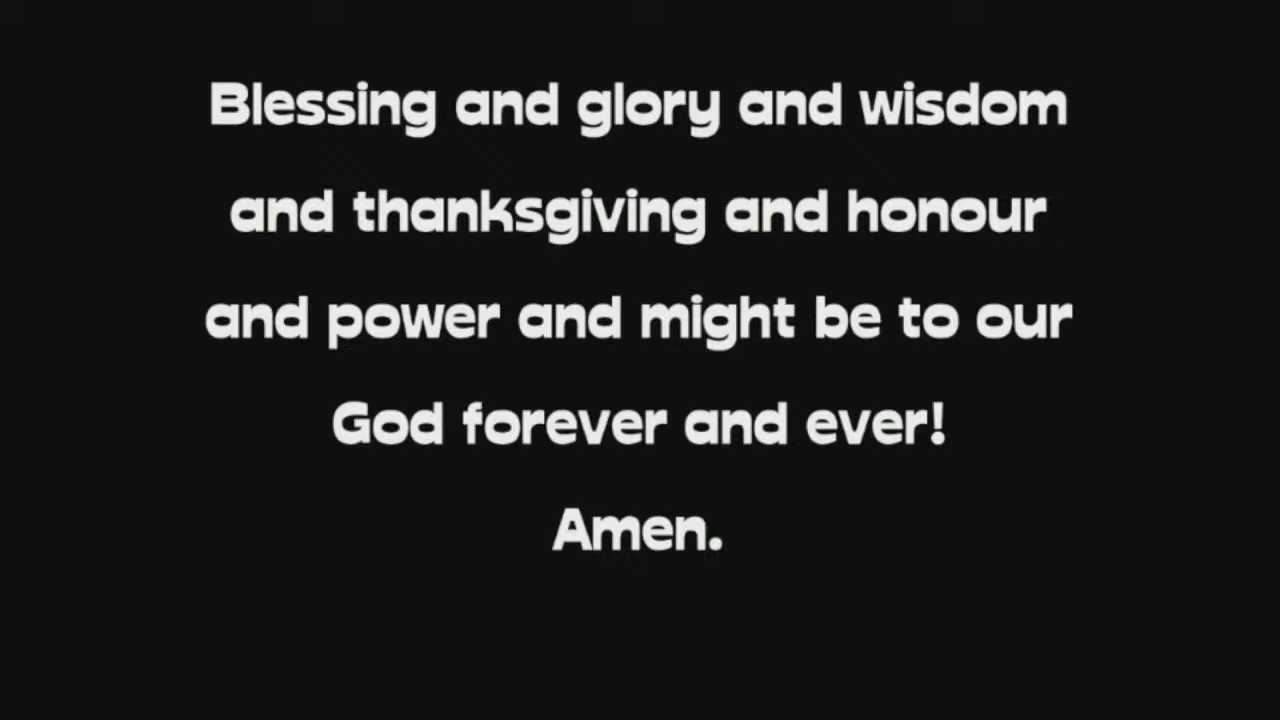 Blessing and glory and wisdom
and thanksgiving and honour
and power and might be to our
God forever and ever!
Amen.